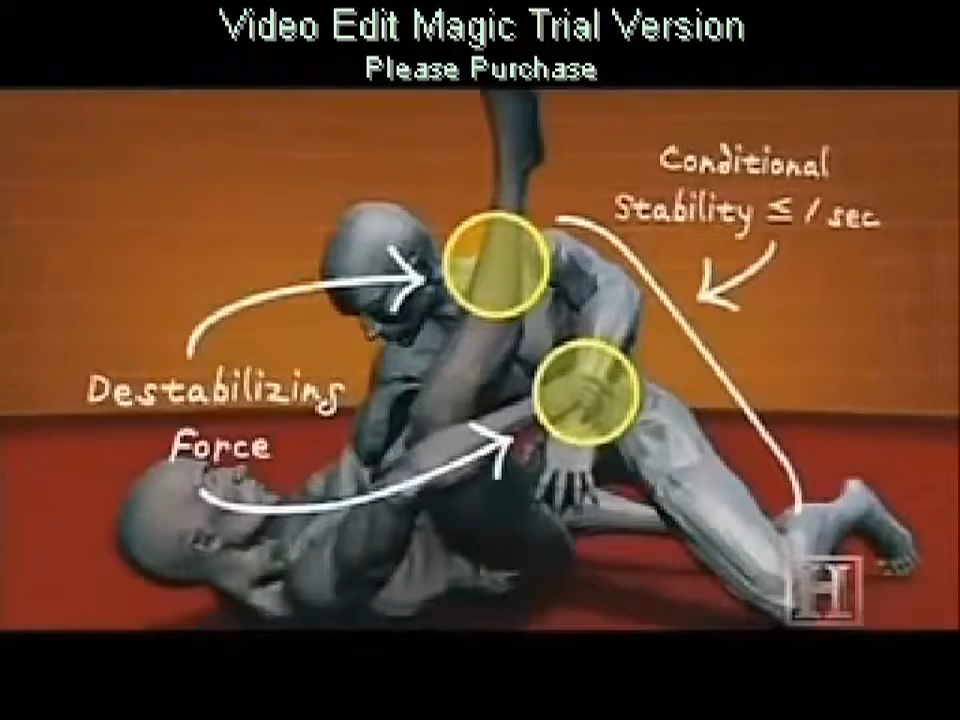 Video Edit Magic Trial Version
Please Purchase
Conditional
Stability ≤ 1 sec
Destabilizing
Force
H